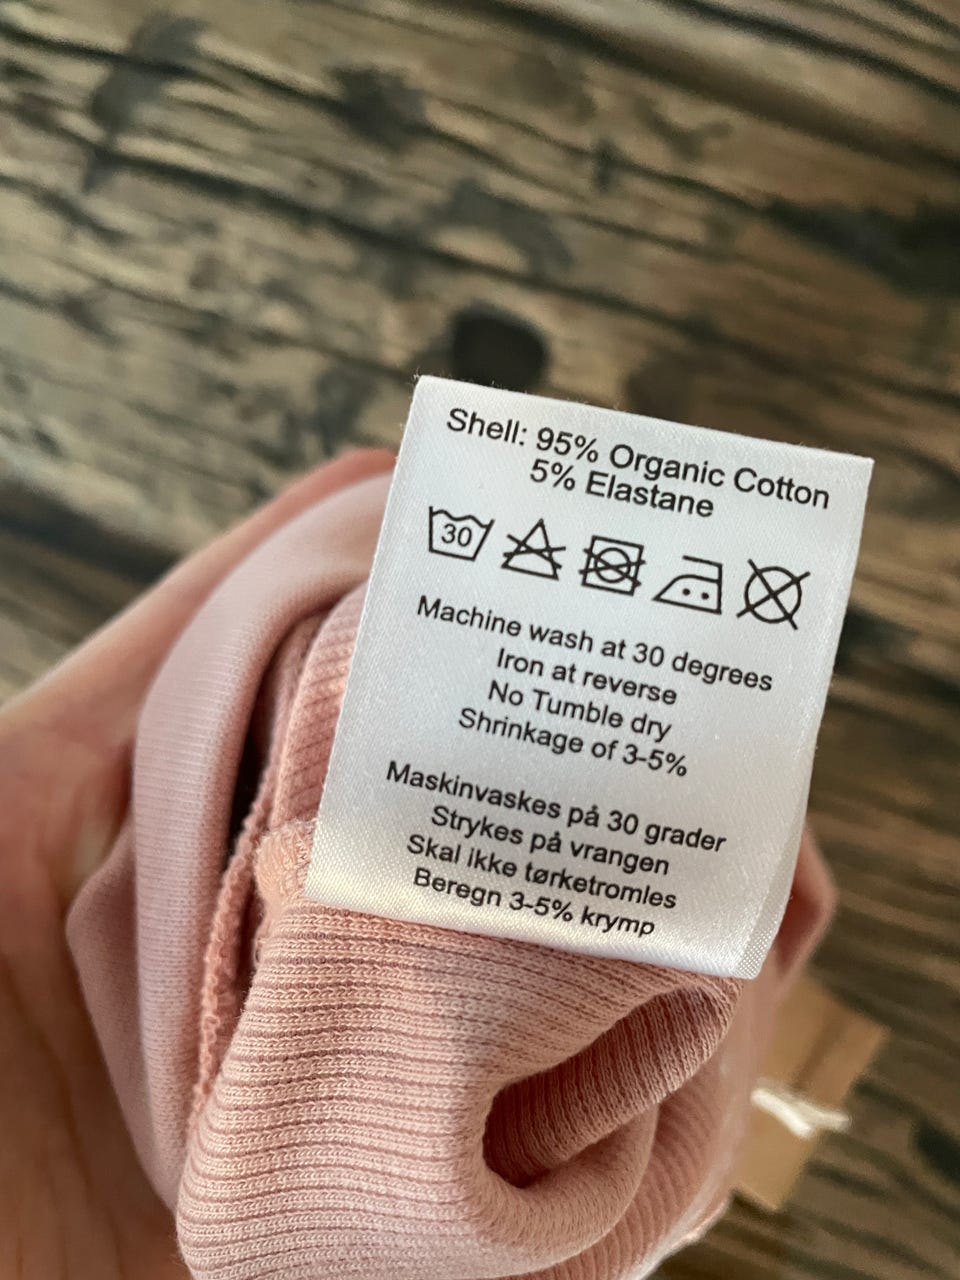 Shell: 95% Organic Cotton
5% Elastane
30
Machine wash at 30 degrees
Iron at reverse
No Tumble dry
Shrinkage of 3-5%
Maskinvaskes på 30 grader
Strykes på vrangen
Skal ikke tørketromles
Beregn 3-5% krymp